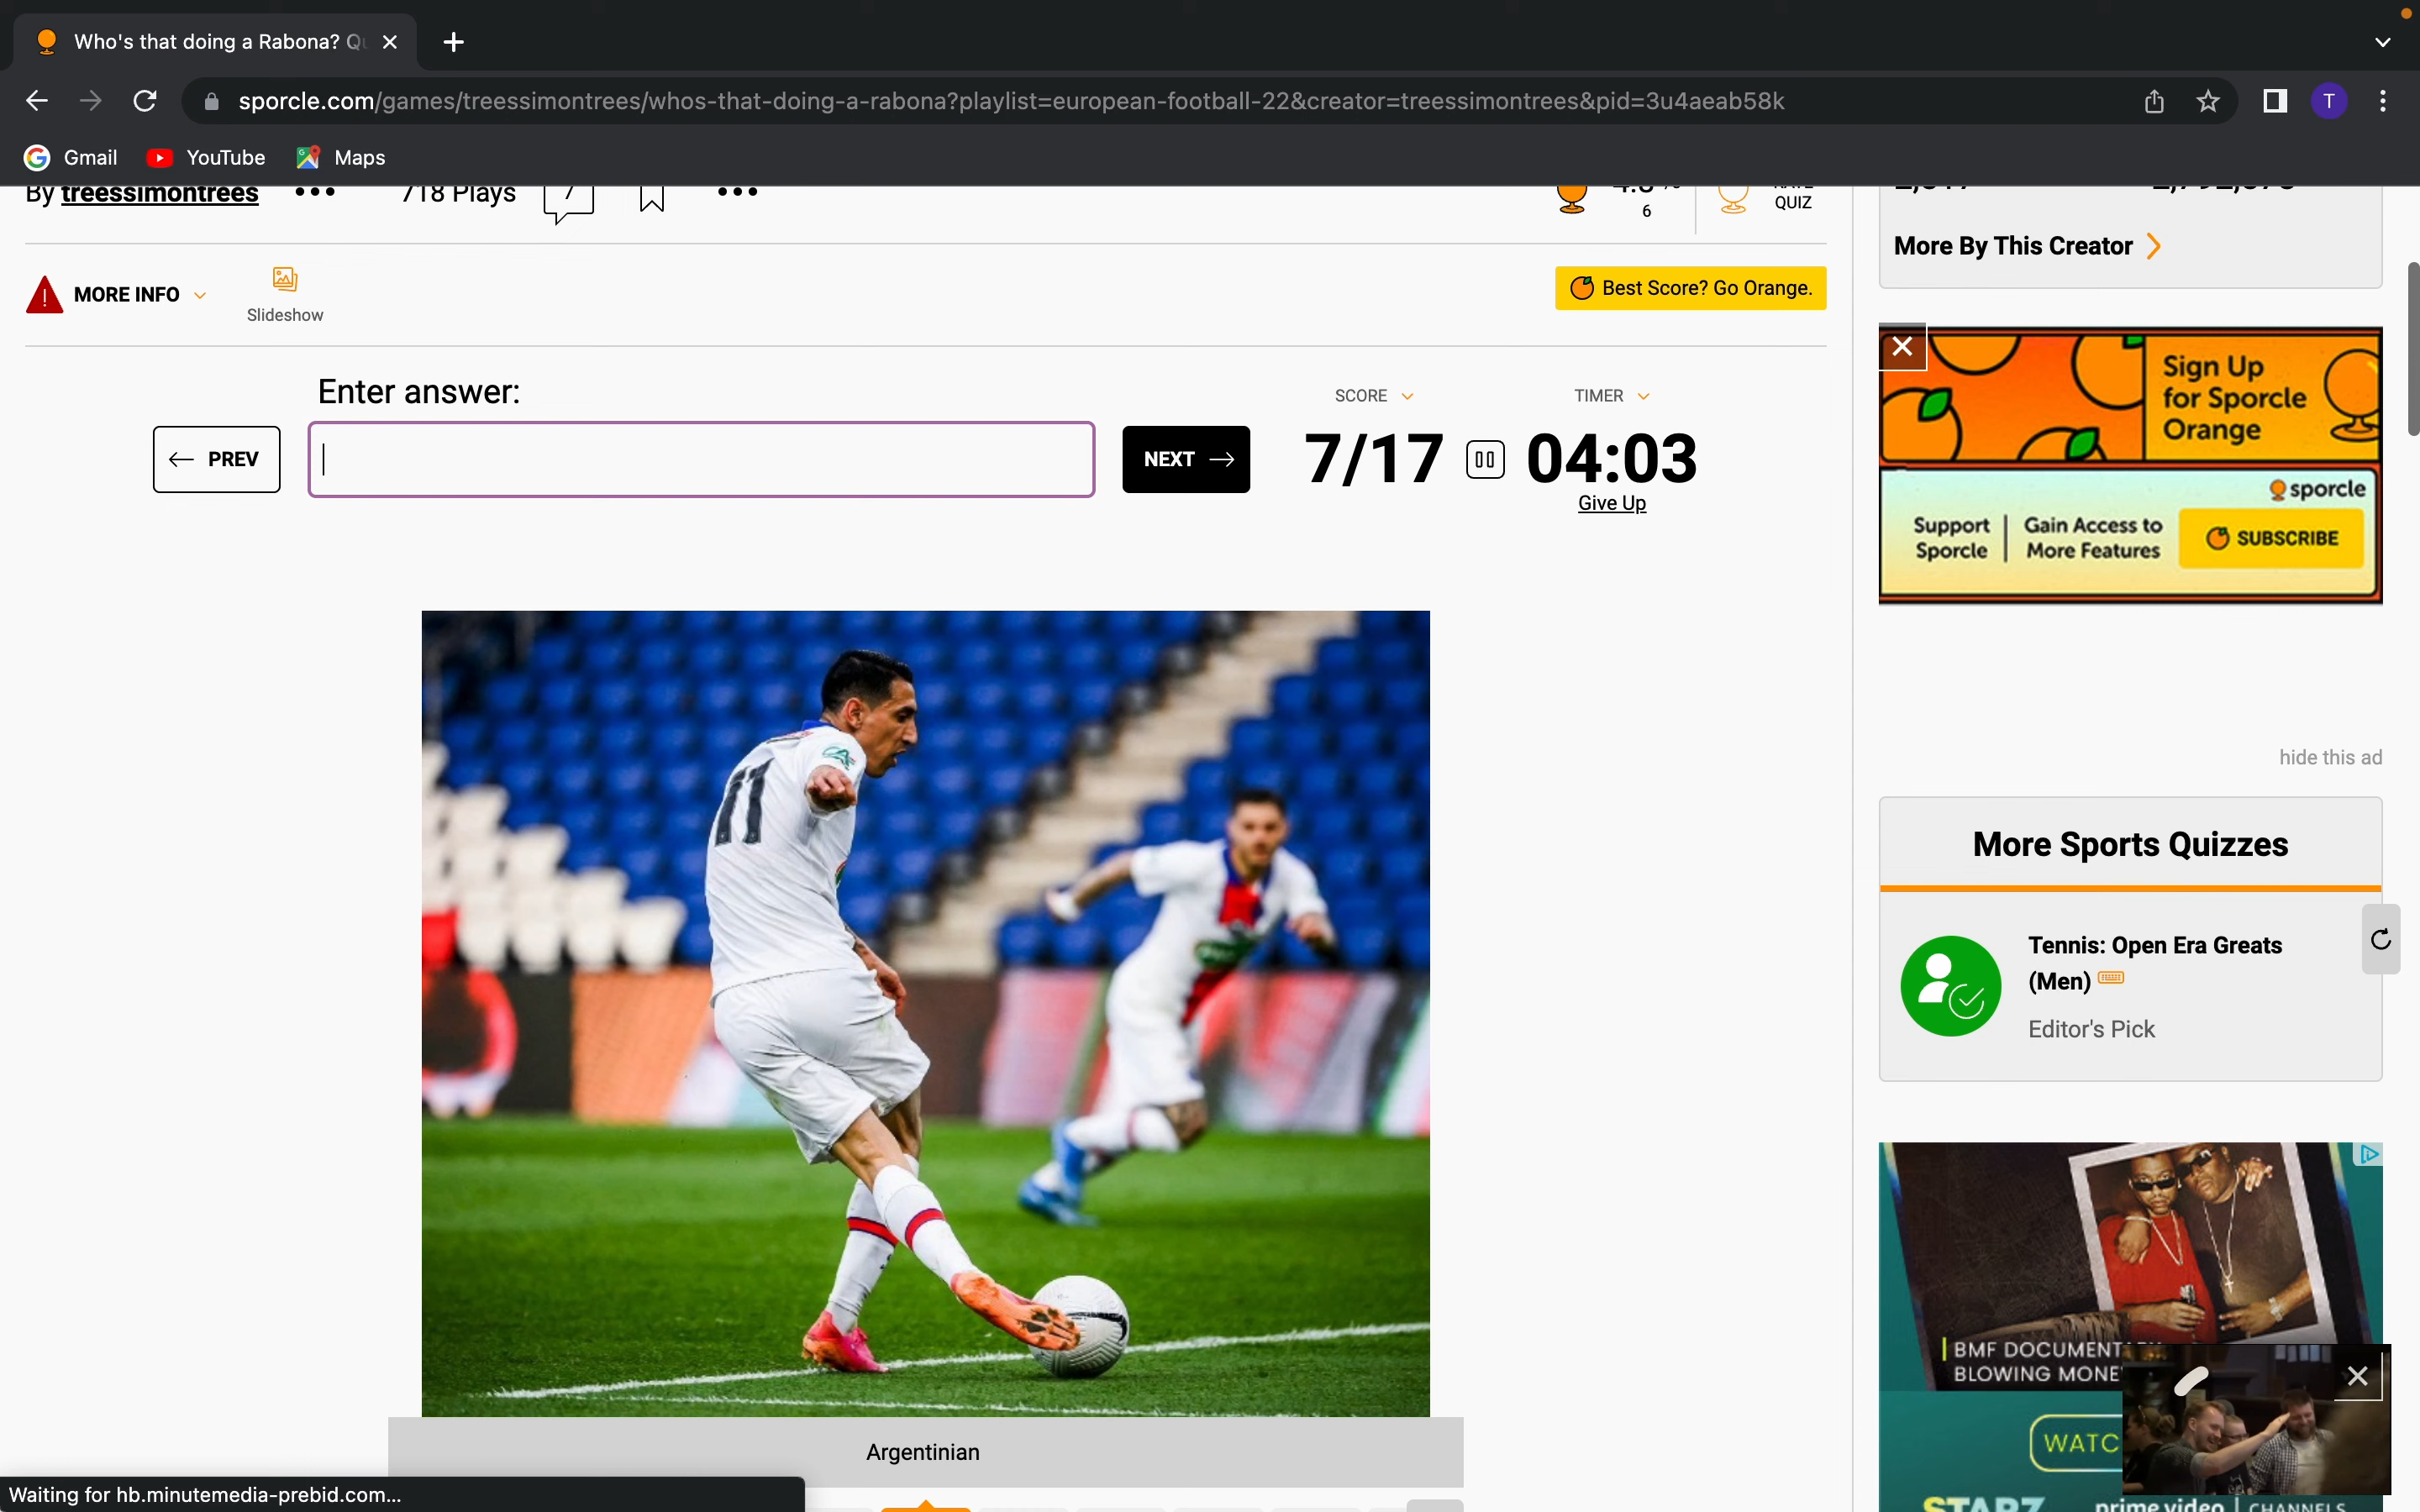 Who's that doing a Rabona?
sporcle.com/games/treessimontrees/whos-that-doing-a-rabona?playlist=european-football-22&creator=treessimontrees&pid=3u4aeab58k
T
Gmail
YouTube
Maps
By treessimontrees
718 Plays
7
6
QUIZ
More By This Creator
MORE INFO
Slideshow
Best Score? Go Orange.
Enter answer:
PREV
NEXT
SCORE
7/17
TIMER
04:03
Give Up
Sign Up
for Sporcle
Orange
sporcle
Support
Sporcle
Gain Access to
More Features
SUBSCRIBE
hide this ad
11
More Sports Quizzes
Tennis: Open Era Greats
(Men)
Editor's Pick
BMF DOCUMENT
BLOWING MONE
WATC
STARZ
prime video | CHANNELS
Argentinian
Waiting for hb.minutemedia-prebid.com...